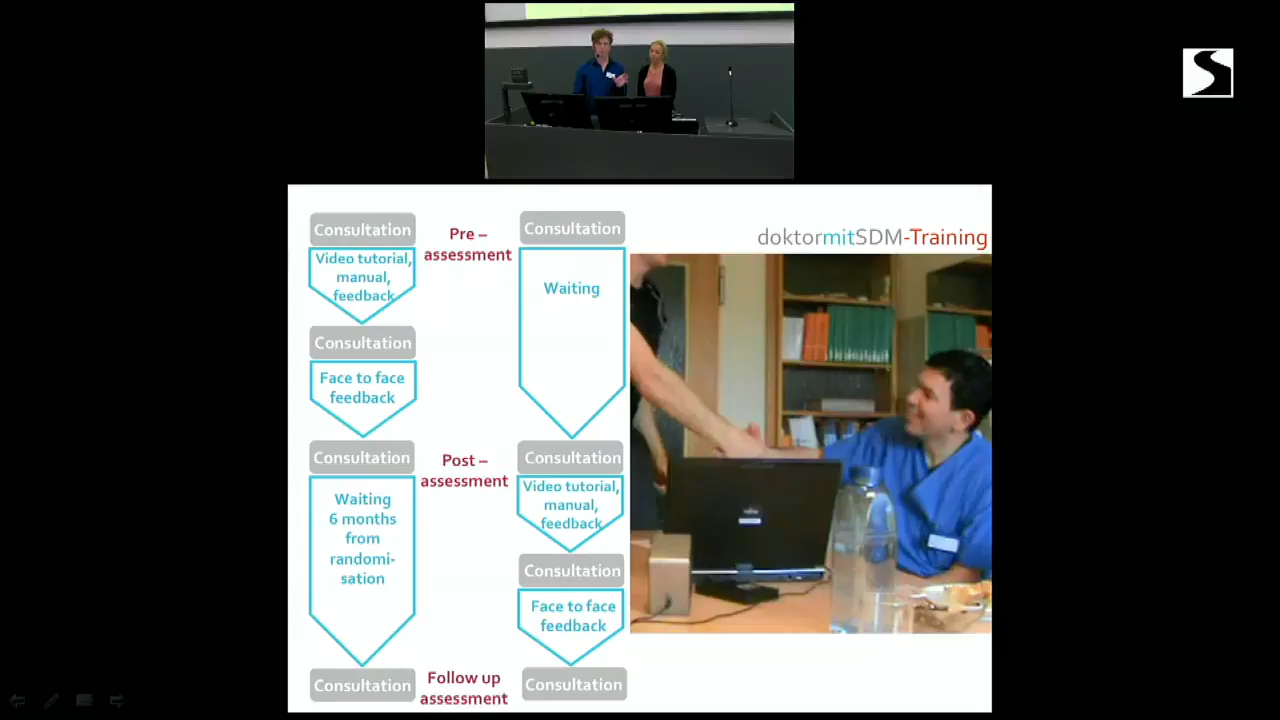 Consultation
Video tutorial,
manual,
feedback
Consultation
Face to face
feedback
Consultation
Waiting
6 months
from
randomi-
sation
Consultation
Pre –
assessment
Post –
assessment
Follow up
assessment
Consultation
Waiting
Consultation
Video tutorial,
manual,
feedback
Consultation
Face to face
feedback
Consultation
doktormitSDM-Training